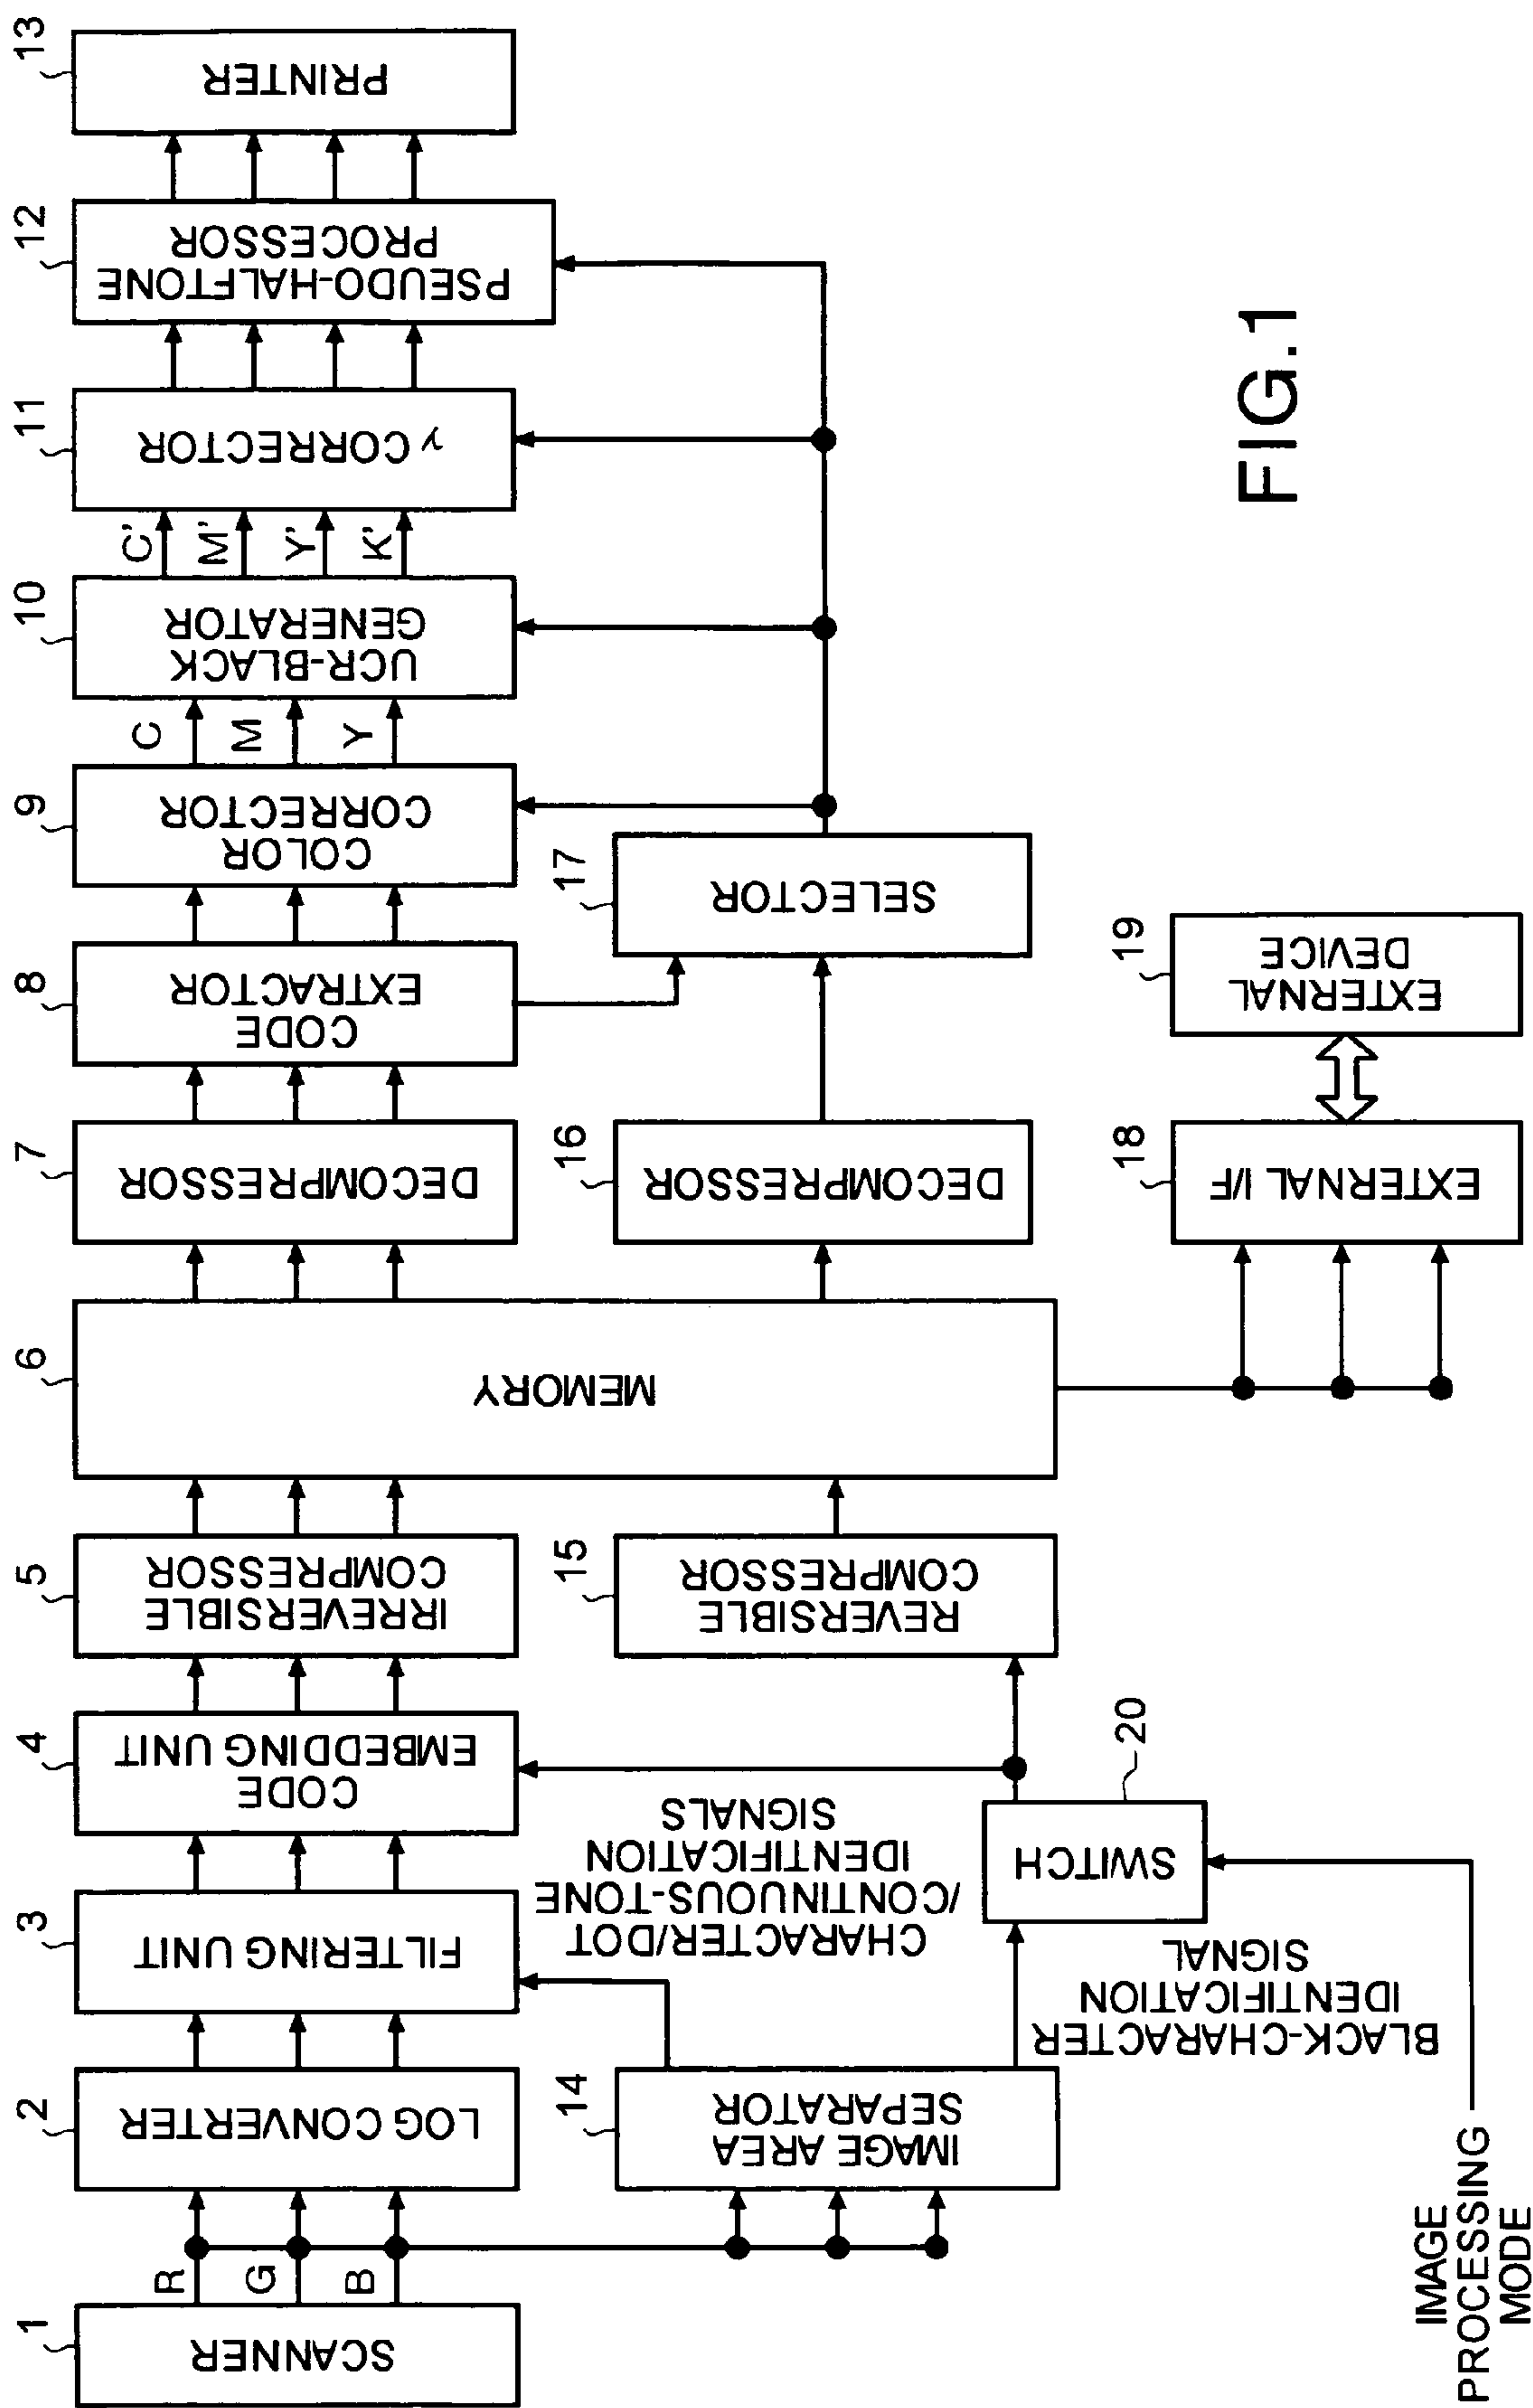 1
SCANNER
R
G
B
2
LOG CONVERTER
3
FILTERING UNIT
4
CODE
EMBEDDING UNIT
5
IRREVERSIBLE
COMPRESSOR
6
MEMORY
7
DECOMPRESSOR
8
CODE
EXTRACTOR
9
COLOR
CORRECTOR
C
M
Y
10
UCR-BLACK
GENERATOR
C'
M'
Y'
K'
11
γ CORRECTOR
12
PSEUDO-HALFTONE
PROCESSOR
13
PRINTER
14
IMAGE AREA
SEPARATOR
CHARACTER/DOT
/CONTINUOUS-TONE
IDENTIFICATION
SIGNALS
15
REVERSIBLE
COMPRESSOR
16
DECOMPRESSOR
17
SELECTOR
BLACK-CHARACTER
IDENTIFICATION
SIGNAL
SWITCH
20
18
EXTERNAL I/F
19
EXTERNAL
DEVICE
IMAGE
PROCESSING
MODE
FIG.1